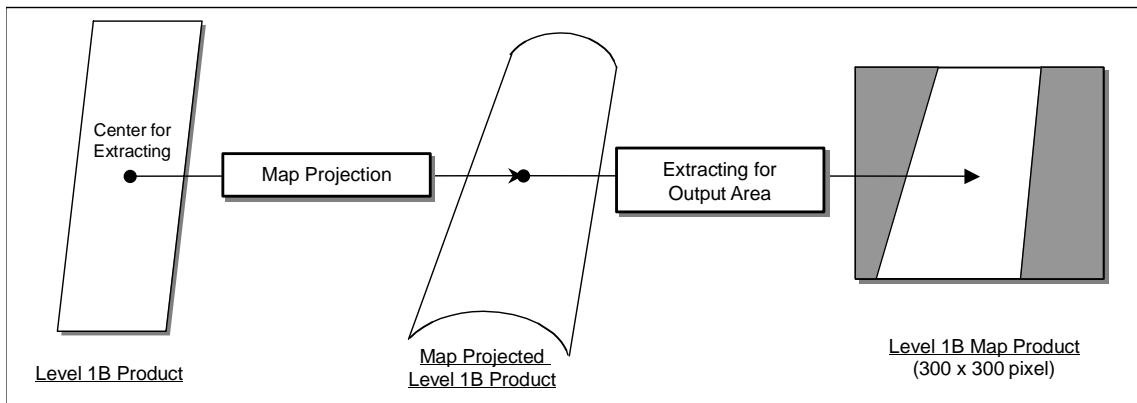 Center for
Extracting
Map Projection
Extracting for
Output Area
Level 1B Product
Map Projected
Level 1B Product
Level 1B Map Product
(300 x 300 pixel)